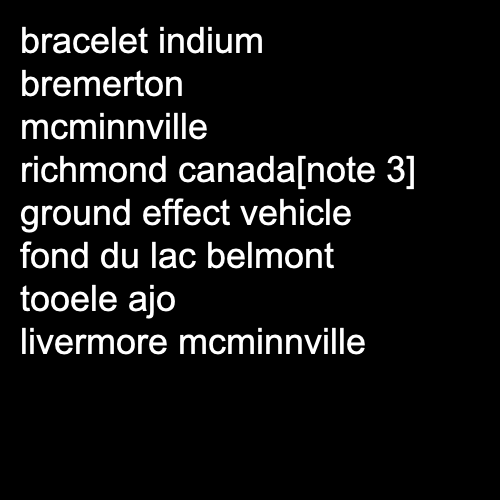 bracelet indium
bremerton
mcminnville
richmond canada[note 3]
ground effect vehicle
fond du lac belmont
tooele ajo
livermore mcminnville